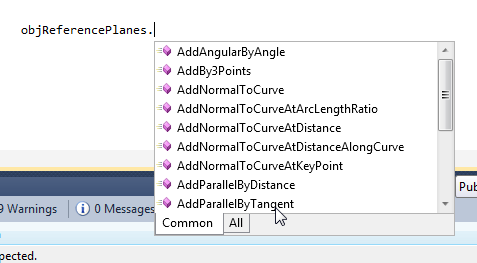 objReferencePlanes.
AddAngularByAngle
AddBy3Points
AddNormalToCurve
AddNormalToCurveAtArcLengthRatio
AddNormalToCurveAtDistance
AddNormalToCurveAtDistanceAlongCurve
AddNormalToCurveAtKeyPoint
AddParallelByDistance
AddParallelByTangent
Pub
9 Warnings
0 Messages
Common All
pected.